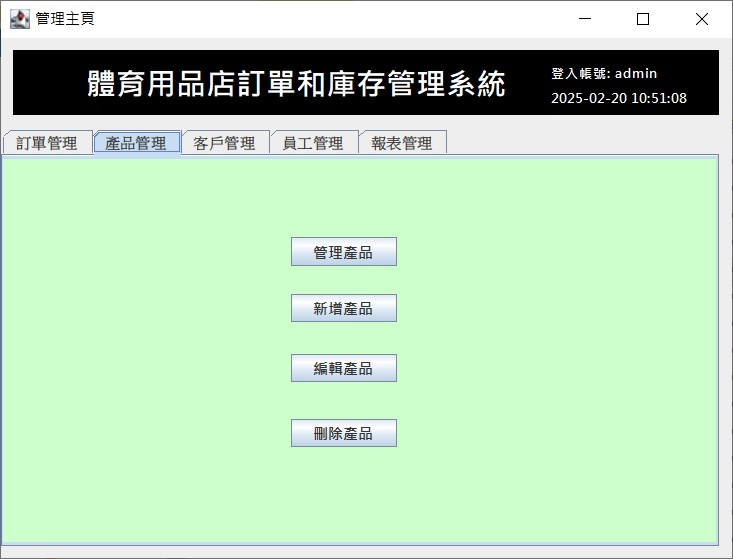 管理主頁
體育用品店訂單和庫存管理系統
登入帳號: admin
2025-02-20 10:51:08
訂單管理 產品管理 客戶管理 員工管理 報表管理
管理產品
新增產品
編輯產品
刪除產品